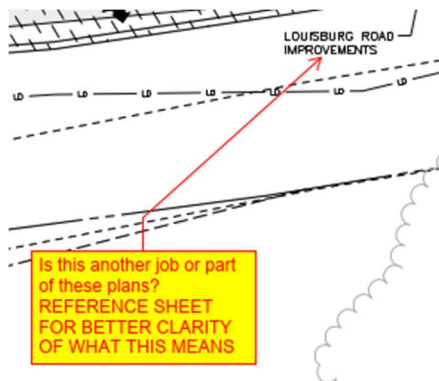 LOUISBURG ROAD
IMPROVEMENTS
LD LD LD LD LD LD
Is this another job or part
of these plans?
REFERENCE SHEET
FOR BETTER CLARITY
OF WHAT THIS MEANS